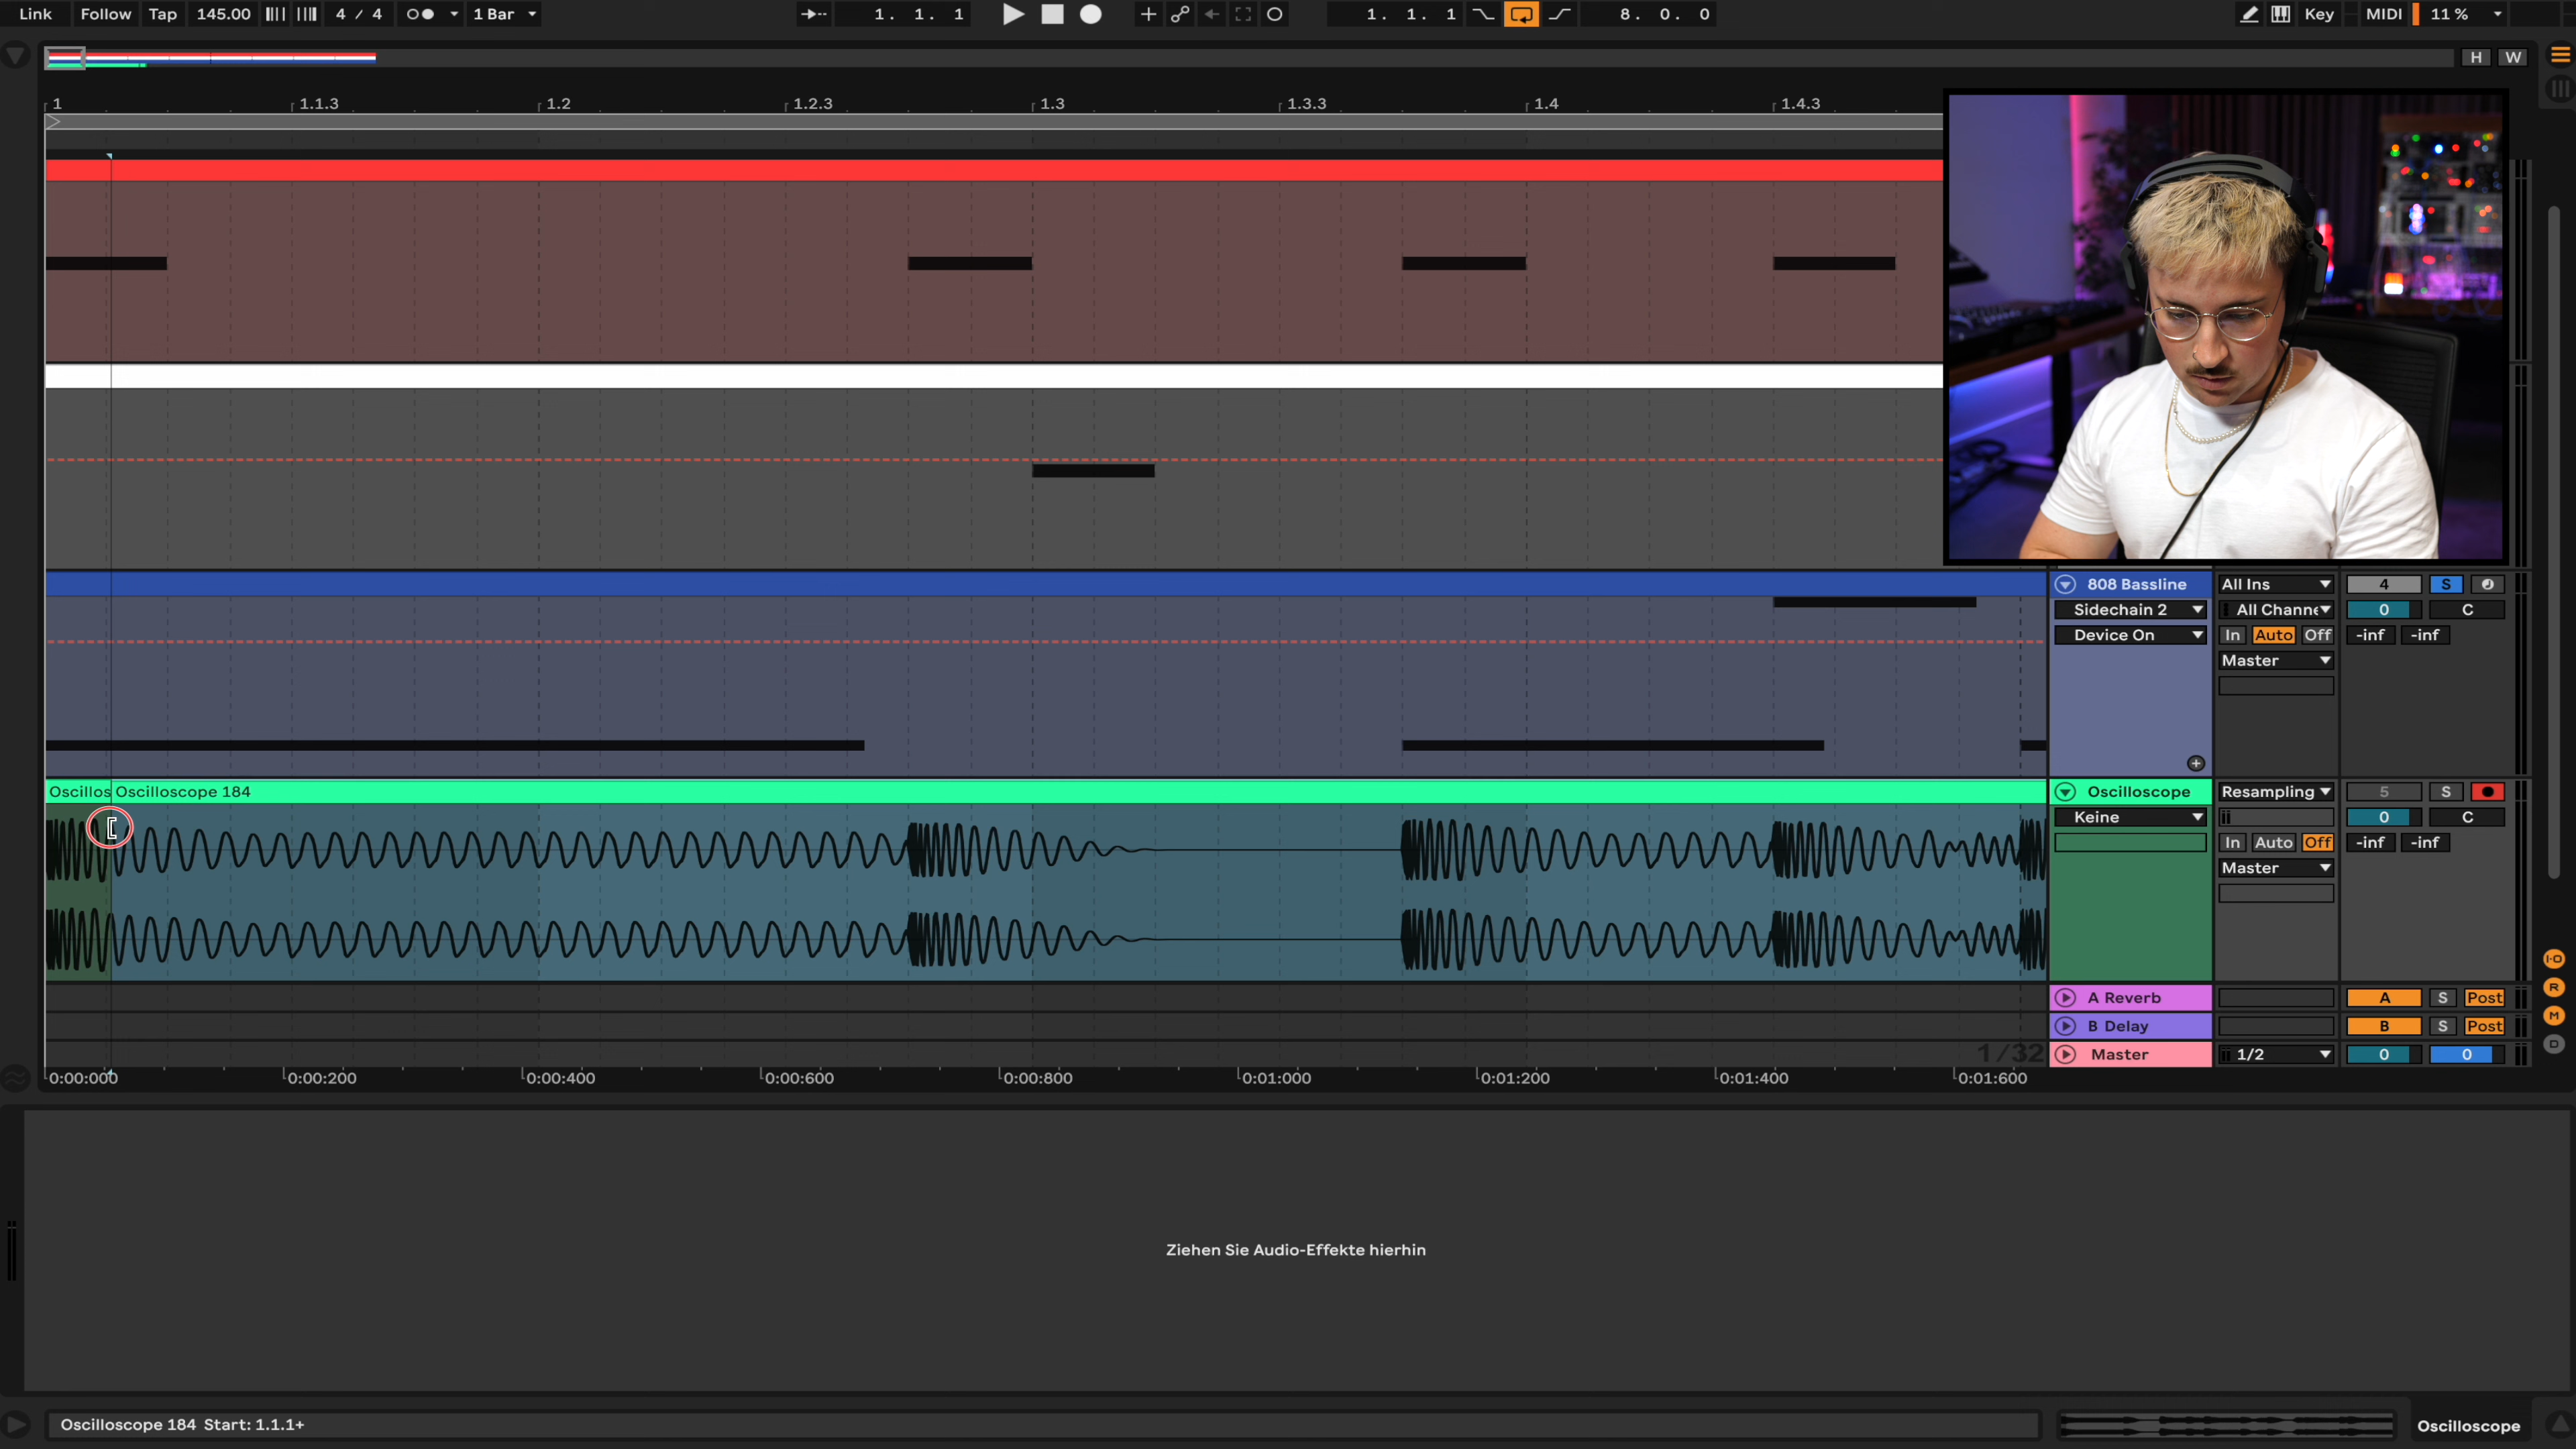 Link Follow Tap 145.00 4 / 4 1 Bar 1. 1. 1 1. 1. 1 8. 0. 0 Key MIDI 11 %
H W
1 1.1.3 1.2 1.2.3 1.3 1.3.3 1.4 1.4.3
808 Bassline All Ins 4 S
Sidechain 2 All Channe 0 C
Device On In Auto Off -inf -inf
Master
Oscillos Oscilloscope 184 Oscilloscope Resampling 5 S
Keine 0 C
In Auto Off -inf -inf
Master
I·O
A Reverb A S Post
R
M
B Delay B S Post
D
1/32 Master 1/2 0 0
0:00:000 0:00:200 0:00:400 0:00:600 0:00:800 0:01:000 0:01:200 0:01:400 0:01:600
Ziehen Sie Audio-Effekte hierhin
Oscilloscope 184 Start: 1.1.1+ Oscilloscope